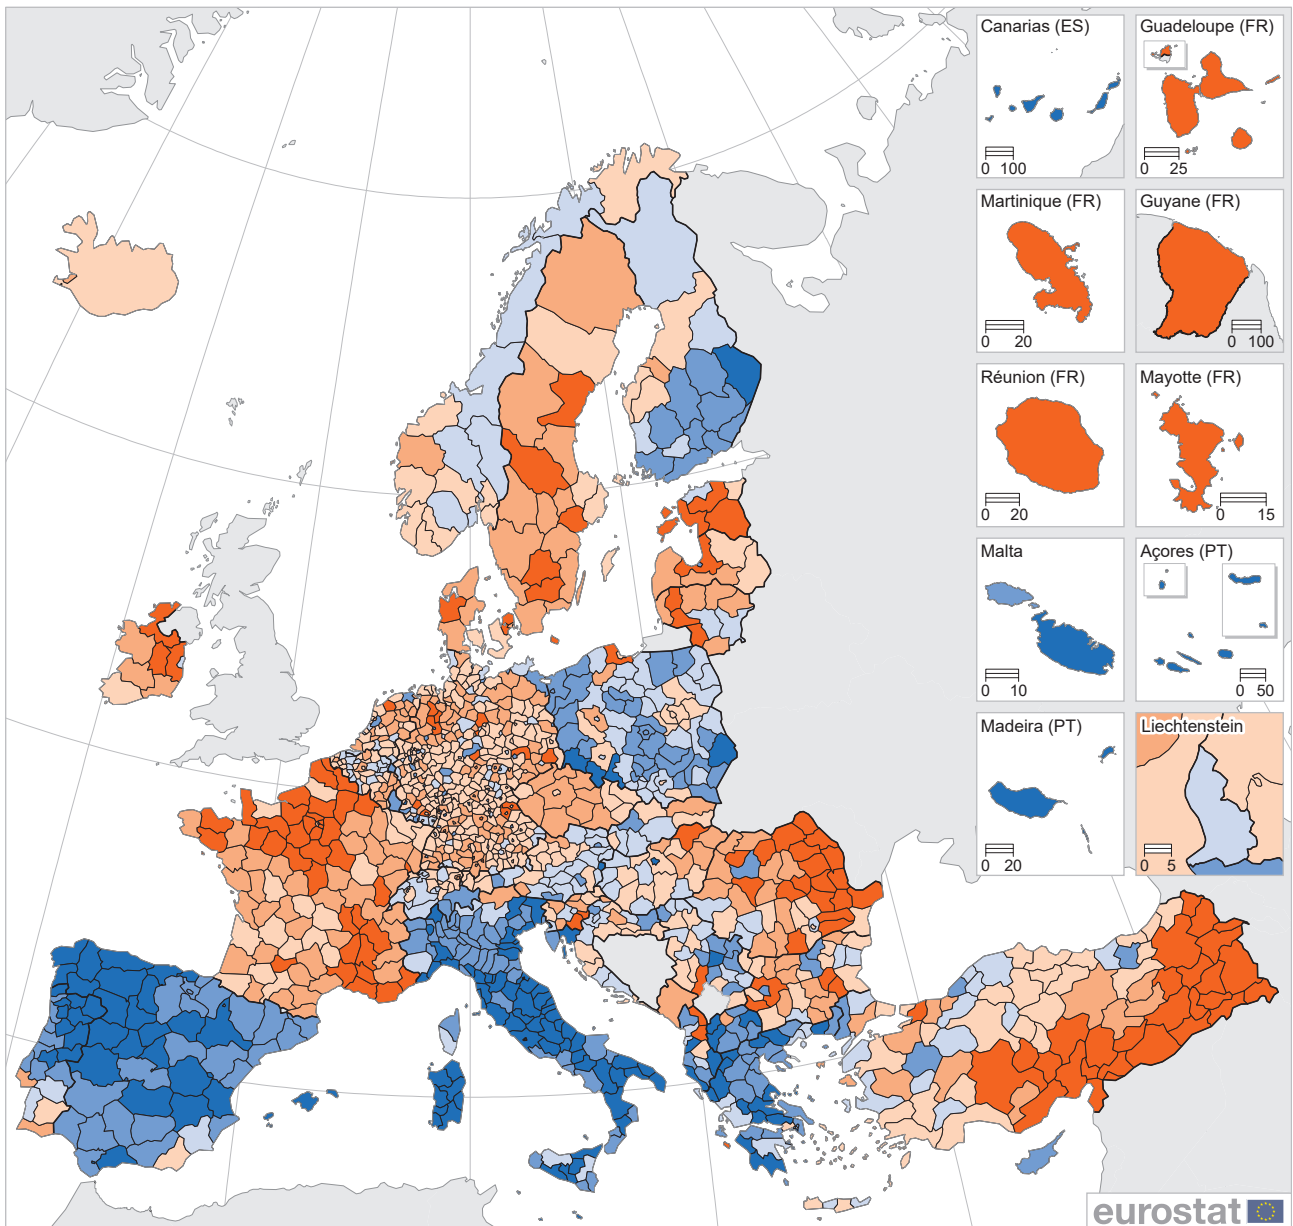 Canarias (ES)
0 100
Guadeloupe (FR)
0 25
Martinique (FR)
0 20
Guyane (FR)
0 100
Réunion (FR)
0 20
Mayotte (FR)
0 15
Malta
0 10
Açores (PT)
0 50
Madeira (PT)
0 20
Liechtenstein
0 5
eurostat